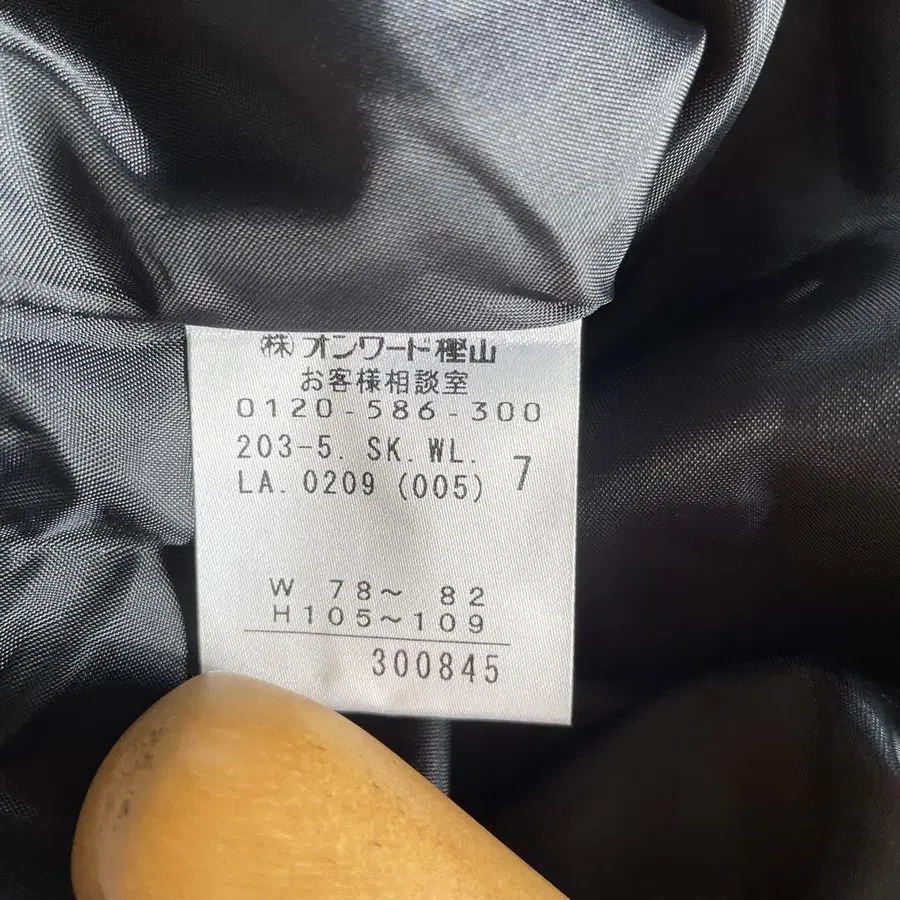 ㈱ オンワード樫山
お客様相談室
0120-586-300
203-5. SK. WL.
LA. 0209 (005) 7
W 78～ 82
H105～109
300845